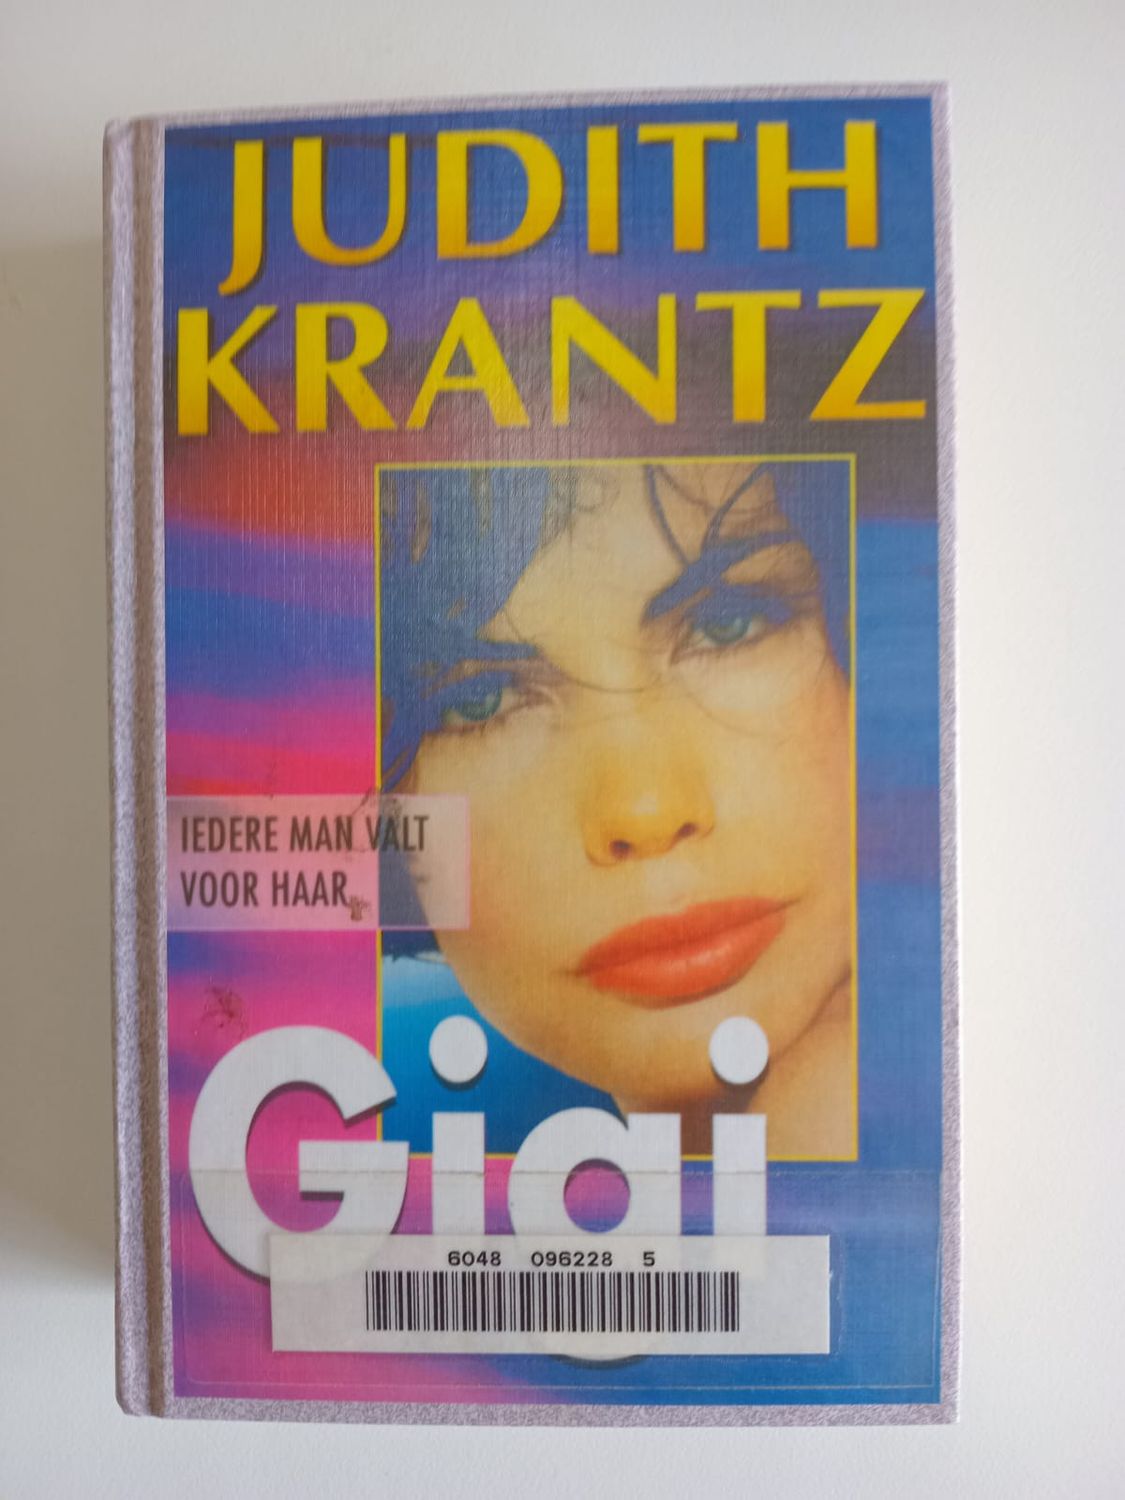 JUDITH
KRANTZ
IEDERE MAN VALT
VOOR HAAR
Gigi
6048 096228 5